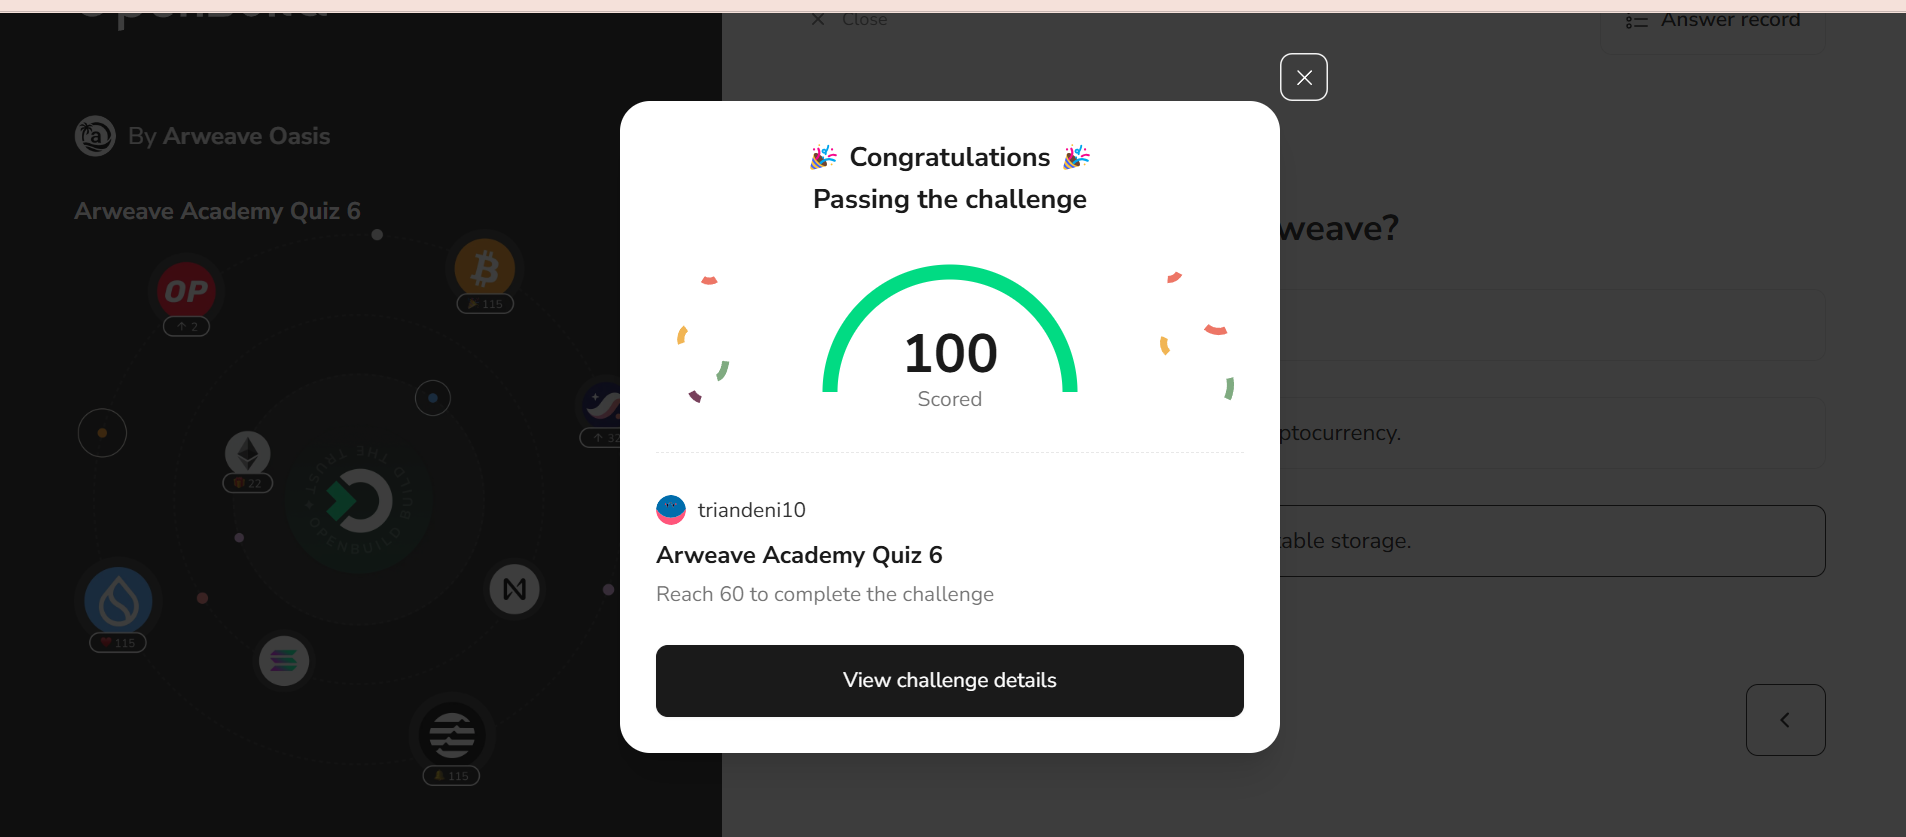 Close
Answer record
By Arweave Oasis
Arweave Academy Quiz 6
OP
2
115
32
22
BUILD THE TRUST
OPENBUILD
115
115
weave?
ptocurrency.
able storage.
Congratulations
Passing the challenge
100
Scored
triandeni10
Arweave Academy Quiz 6
Reach 60 to complete the challenge
View challenge details